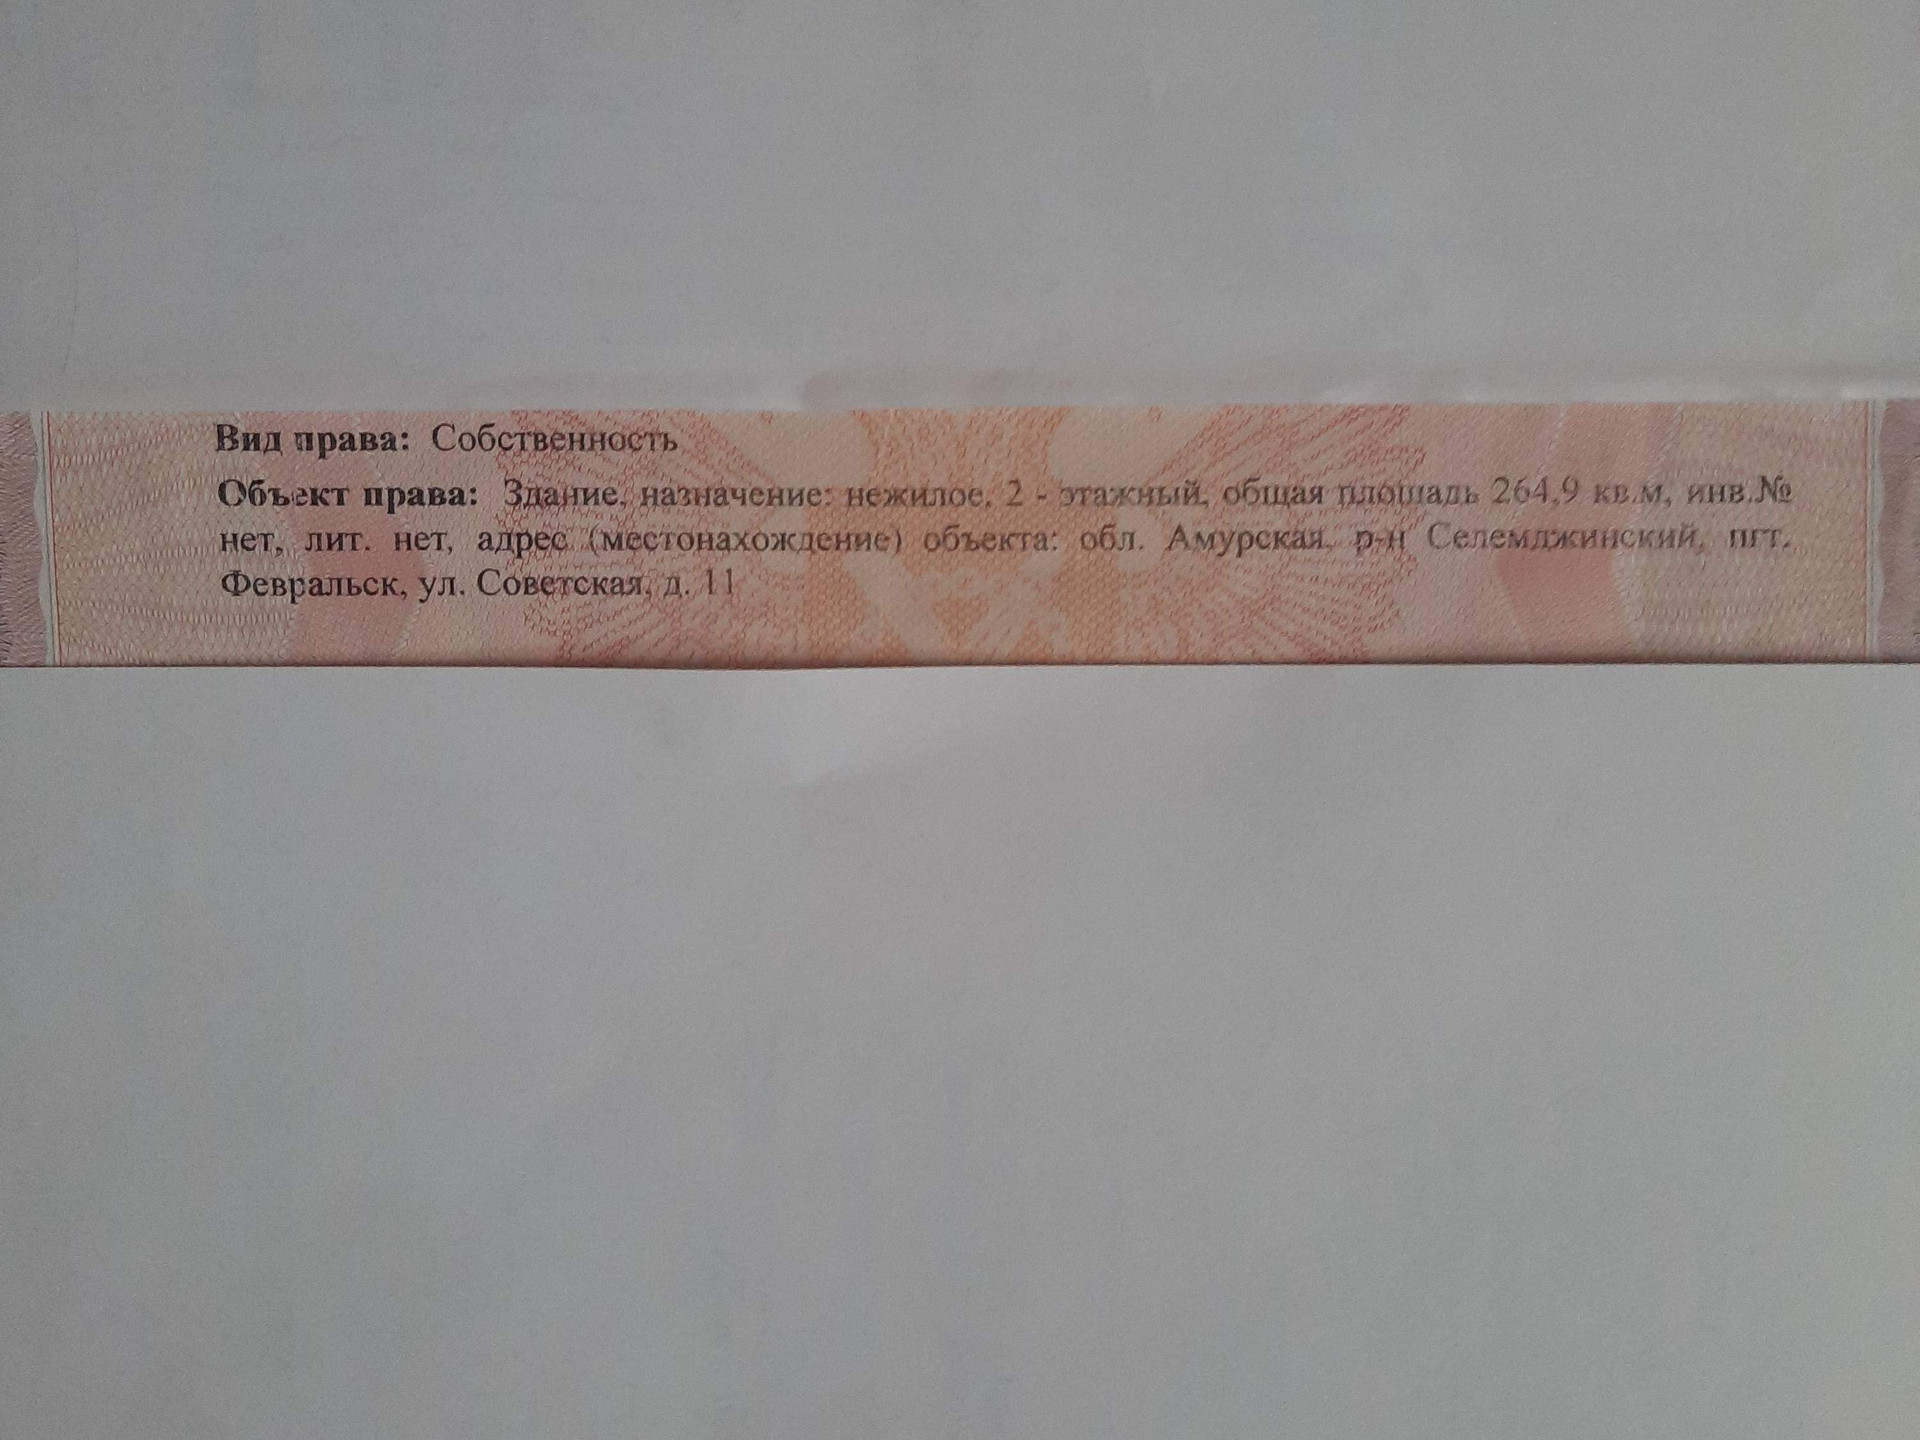 Вид права: Собственность
Объект права: Здание, назначение: нежилое, 2 - этажный, общая площадь 264,9 кв.м, инв.№
нет, лит. нет, адрес (местонахождение) объекта: обл. Амурская, р-н Селемджинский, пгт.
Февральск, ул. Советская, д. 11